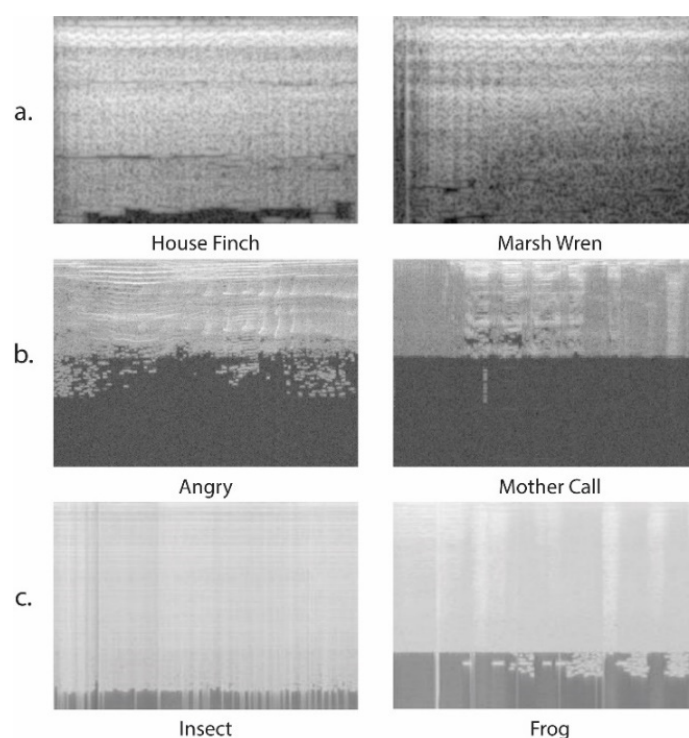 a.
House Finch
Marsh Wren
b.
Angry
Mother Call
c.
Insect
Frog